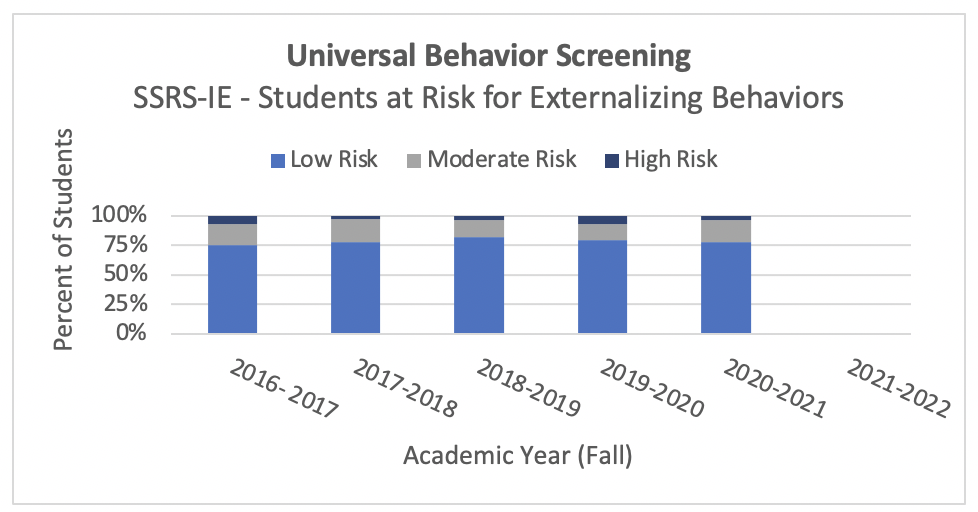 Universal Behavior Screening
SSRS-IE - Students at Risk for Externalizing Behaviors
Low Risk Moderate Risk High Risk
Percent of Students
100%
75%
50%
25%
0%
2016- 2017
2017-2018
2018-2019
2019-2020
2020-2021
2021-2022
Academic Year (Fall)